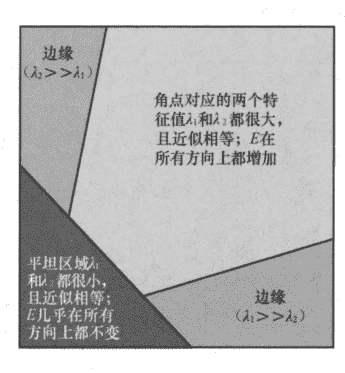 边缘
(λ₂>>λ₁)
角点对应的两个特
征值λ₁和λ₂都很大,
且近似相等; E在
所有方向上都增加
平坦区域λ₁
和λ₂都很小,
且近似相等;
E几乎在所有
方向上都不变
边缘
(λ₁>>λ₂)